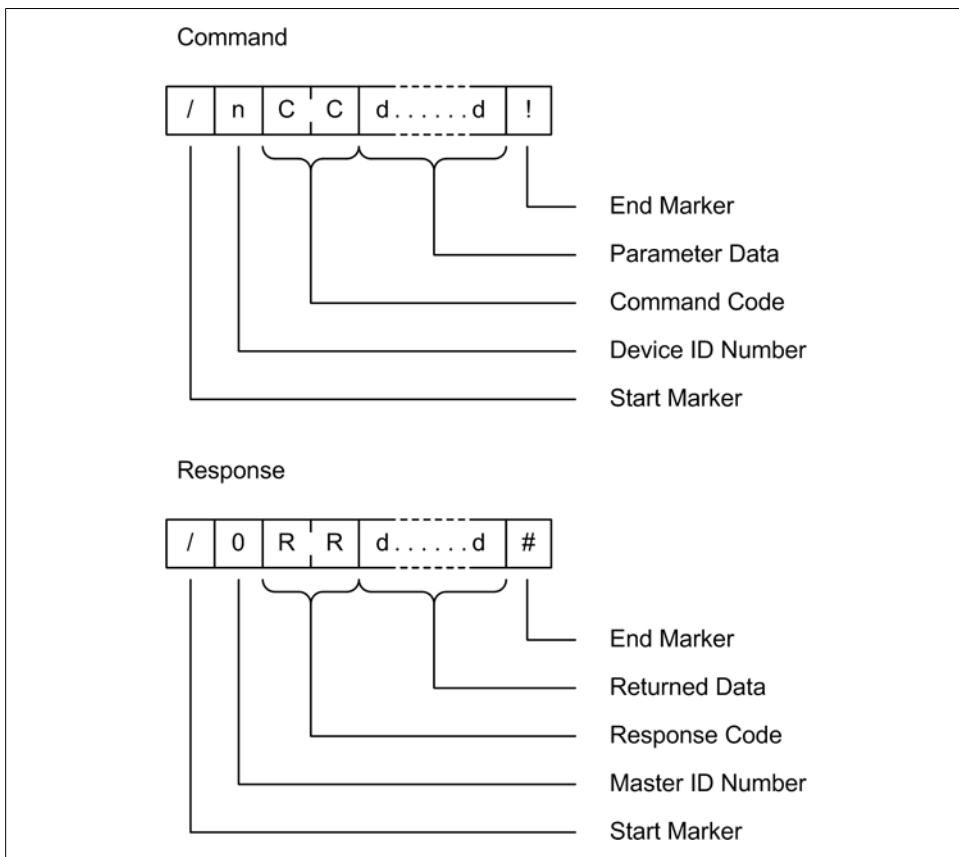 Command
/ n C C d......d !
End Marker
Parameter Data
Command Code
Device ID Number
Start Marker
Response
/ 0 R R d......d #
End Marker
Returned Data
Response Code
Master ID Number
Start Marker